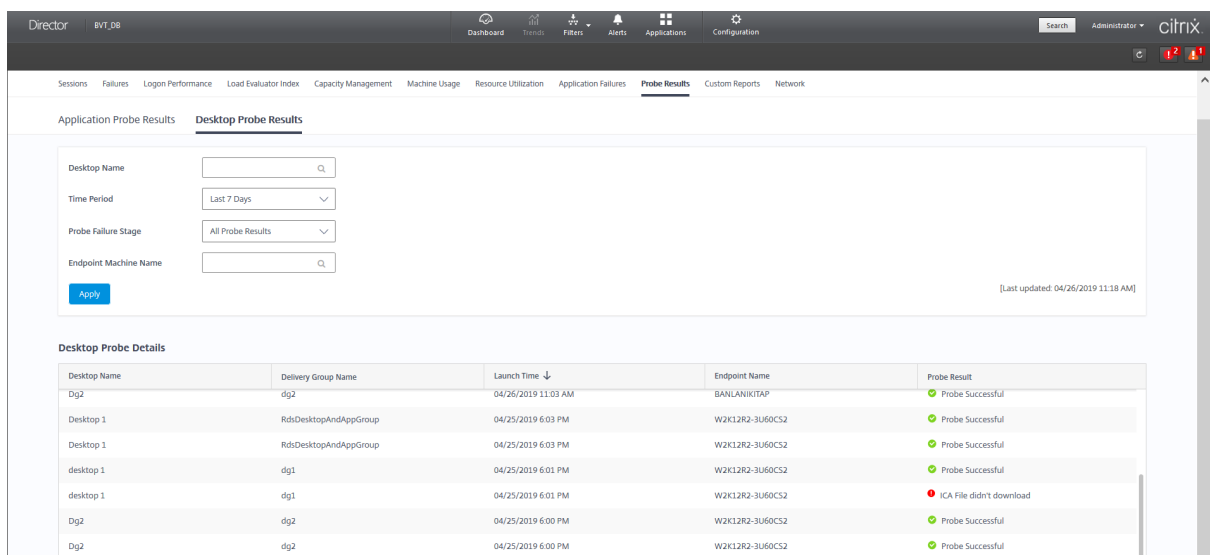 Director BVT_DB Dashboard Trends Filters Alerts Applications Configuration Search Administrator citrix
2 1
Sessions Failures Logon Performance Load Evaluator Index Capacity Management Machine Usage Resource Utilization Application Failures Probe Results Custom Reports Network
Application Probe Results Desktop Probe Results
Desktop Name
Time Period Last 7 Days
Probe Failure Stage All Probe Results
Endpoint Machine Name
Apply [Last updated: 04/26/2019 11:18 AM]
Desktop Probe Details
Desktop Name Delivery Group Name Launch Time Endpoint Name Probe Result
Dg2 dg2 04/26/2019 11:03 AM BANLANIKITAP Probe Successful
Desktop 1 RdsDesktopAndAppGroup 04/25/2019 6:03 PM W2K12R2-3U60CS2 Probe Successful
Desktop 1 RdsDesktopAndAppGroup 04/25/2019 6:03 PM W2K12R2-3U60CS2 Probe Successful
desktop 1 dg1 04/25/2019 6:01 PM W2K12R2-3U60CS2 Probe Successful
desktop 1 dg1 04/25/2019 6:01 PM W2K12R2-3U60CS2 ICA File didn't download
Dg2 dg2 04/25/2019 6:00 PM W2K12R2-3U60CS2 Probe Successful
Dg2 dg2 04/25/2019 6:00 PM W2K12R2-3U60CS2 Probe Successful